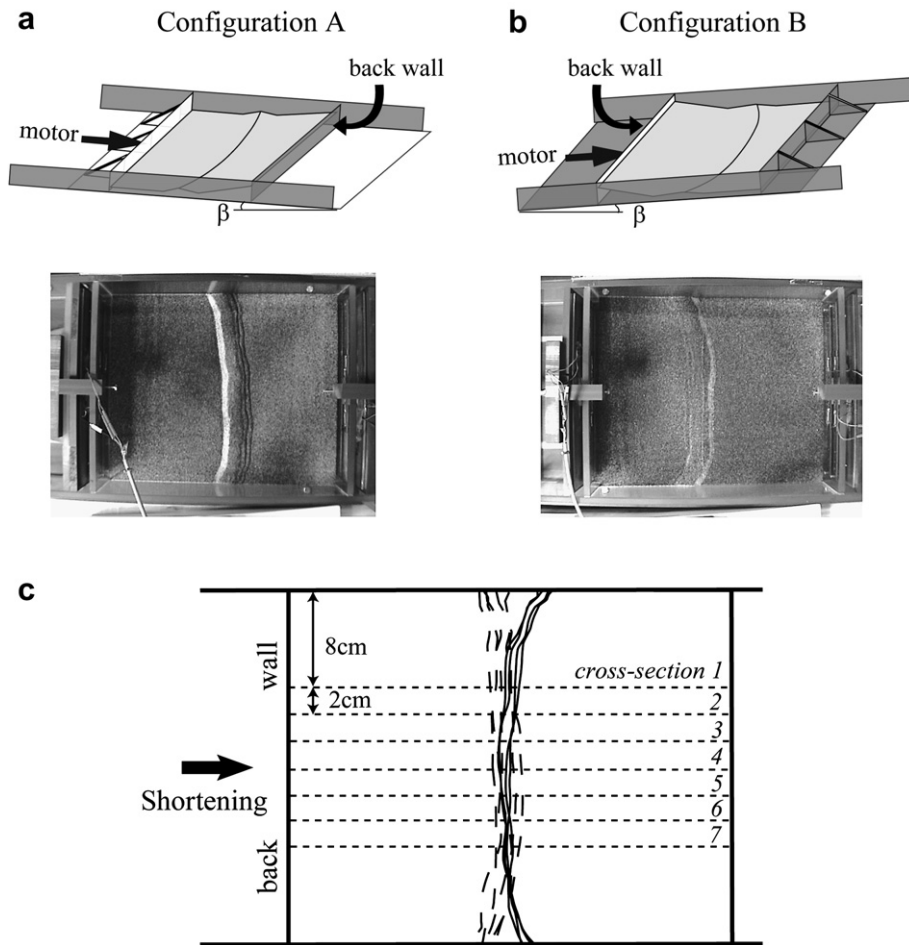 a
Configuration A
b
Configuration B
back wall
motor
β
back wall
motor
β
c
wall
8cm
cross-section 1
2cm
2
3
4
Shortening
5
6
back
7